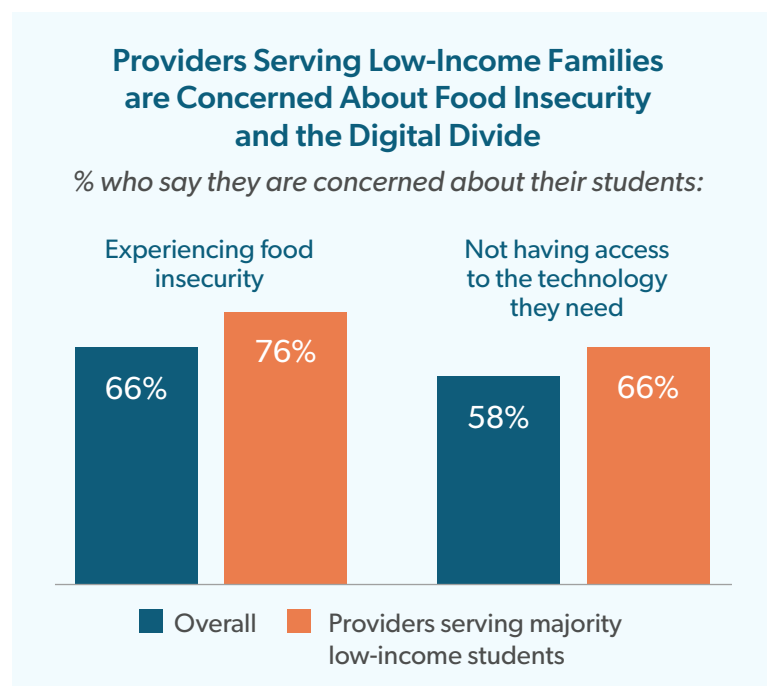 Providers Serving Low-Income Families
are Concerned About Food Insecurity
and the Digital Divide
% who say they are concerned about their students:
Experiencing food
insecurity
66%
76%
Not having access
to the technology
they need
58%
66%
Overall
Providers serving majority
low-income students